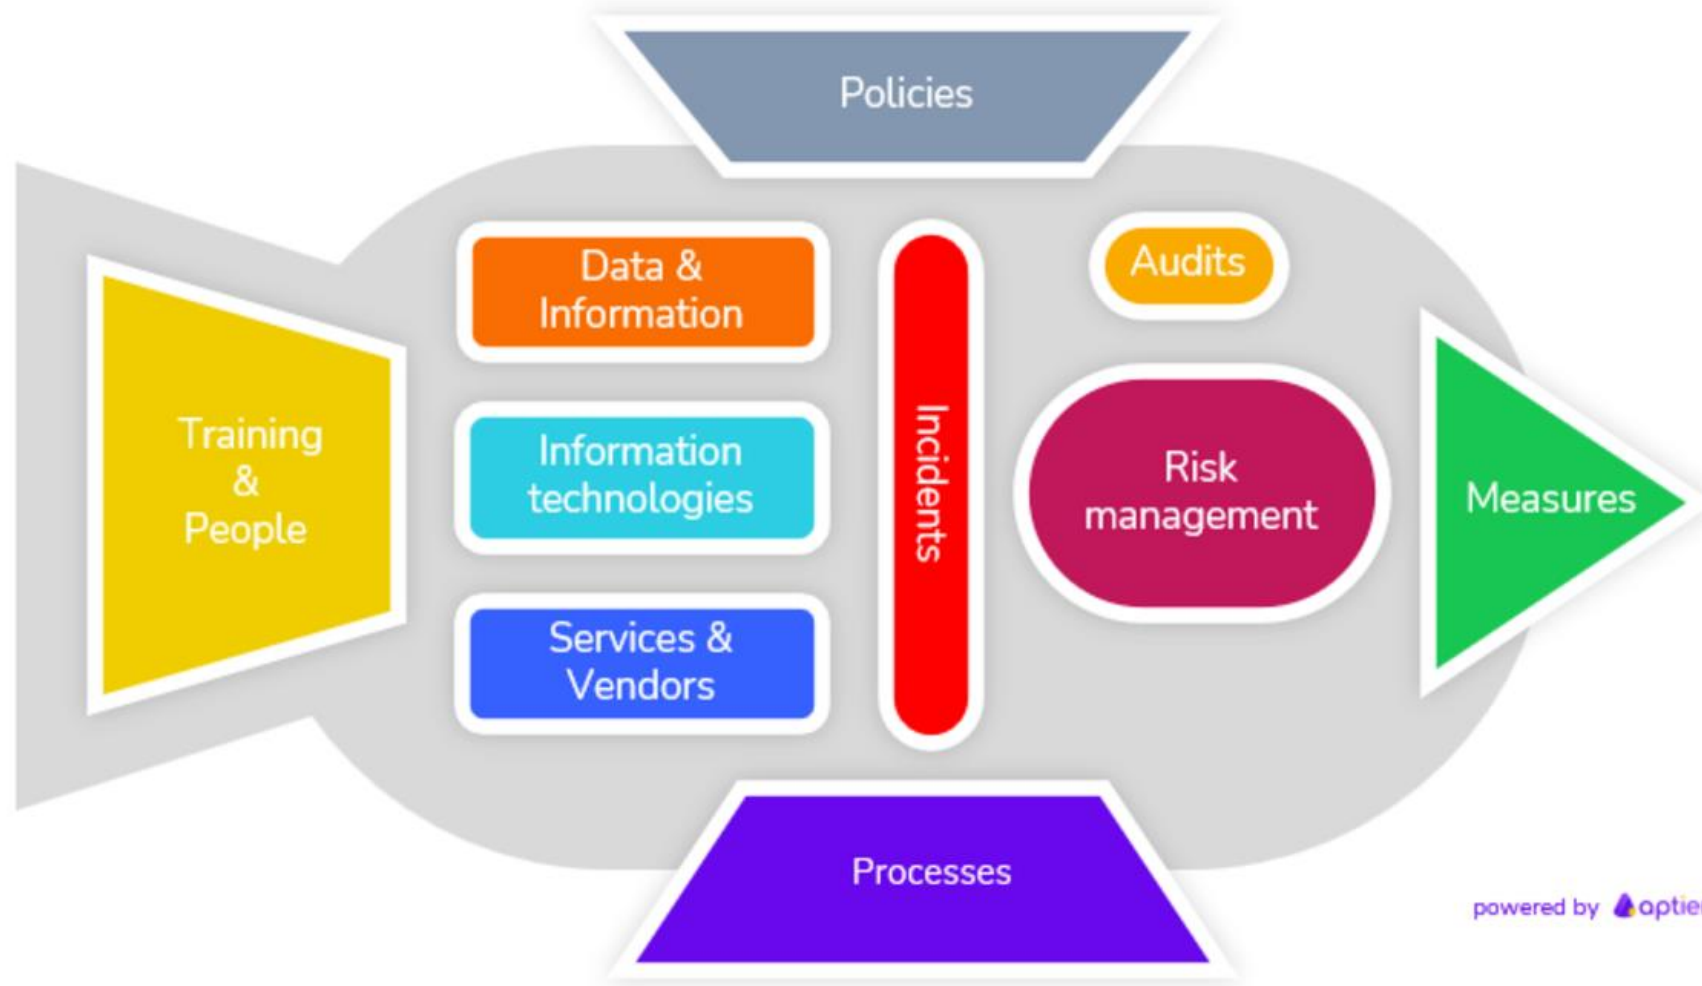 Policies
Data &
Information
Audits
Training
&
People
Information
technologies
Incidents
Risk
management
Measures
Services &
Vendors
Processes
powered by